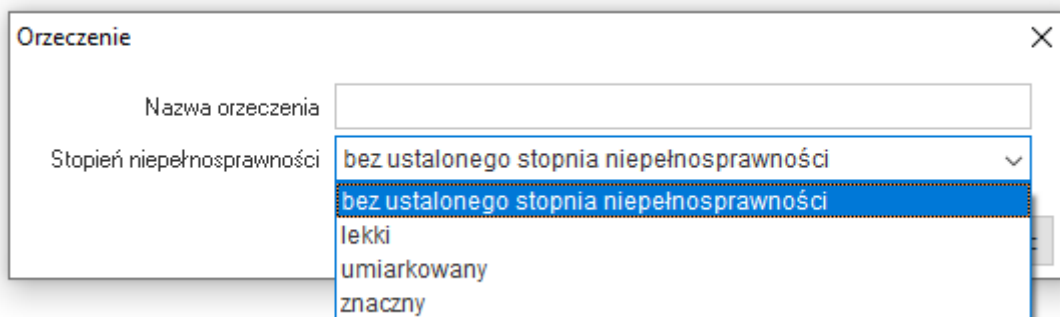 Orzeczenie
Nazwa orzeczenia
Stopień niepełnosprawności bez ustalonego stopnia niepełnosprawności
bez ustalonego stopnia niepełnosprawności
lekki
umiarkowany
znaczny